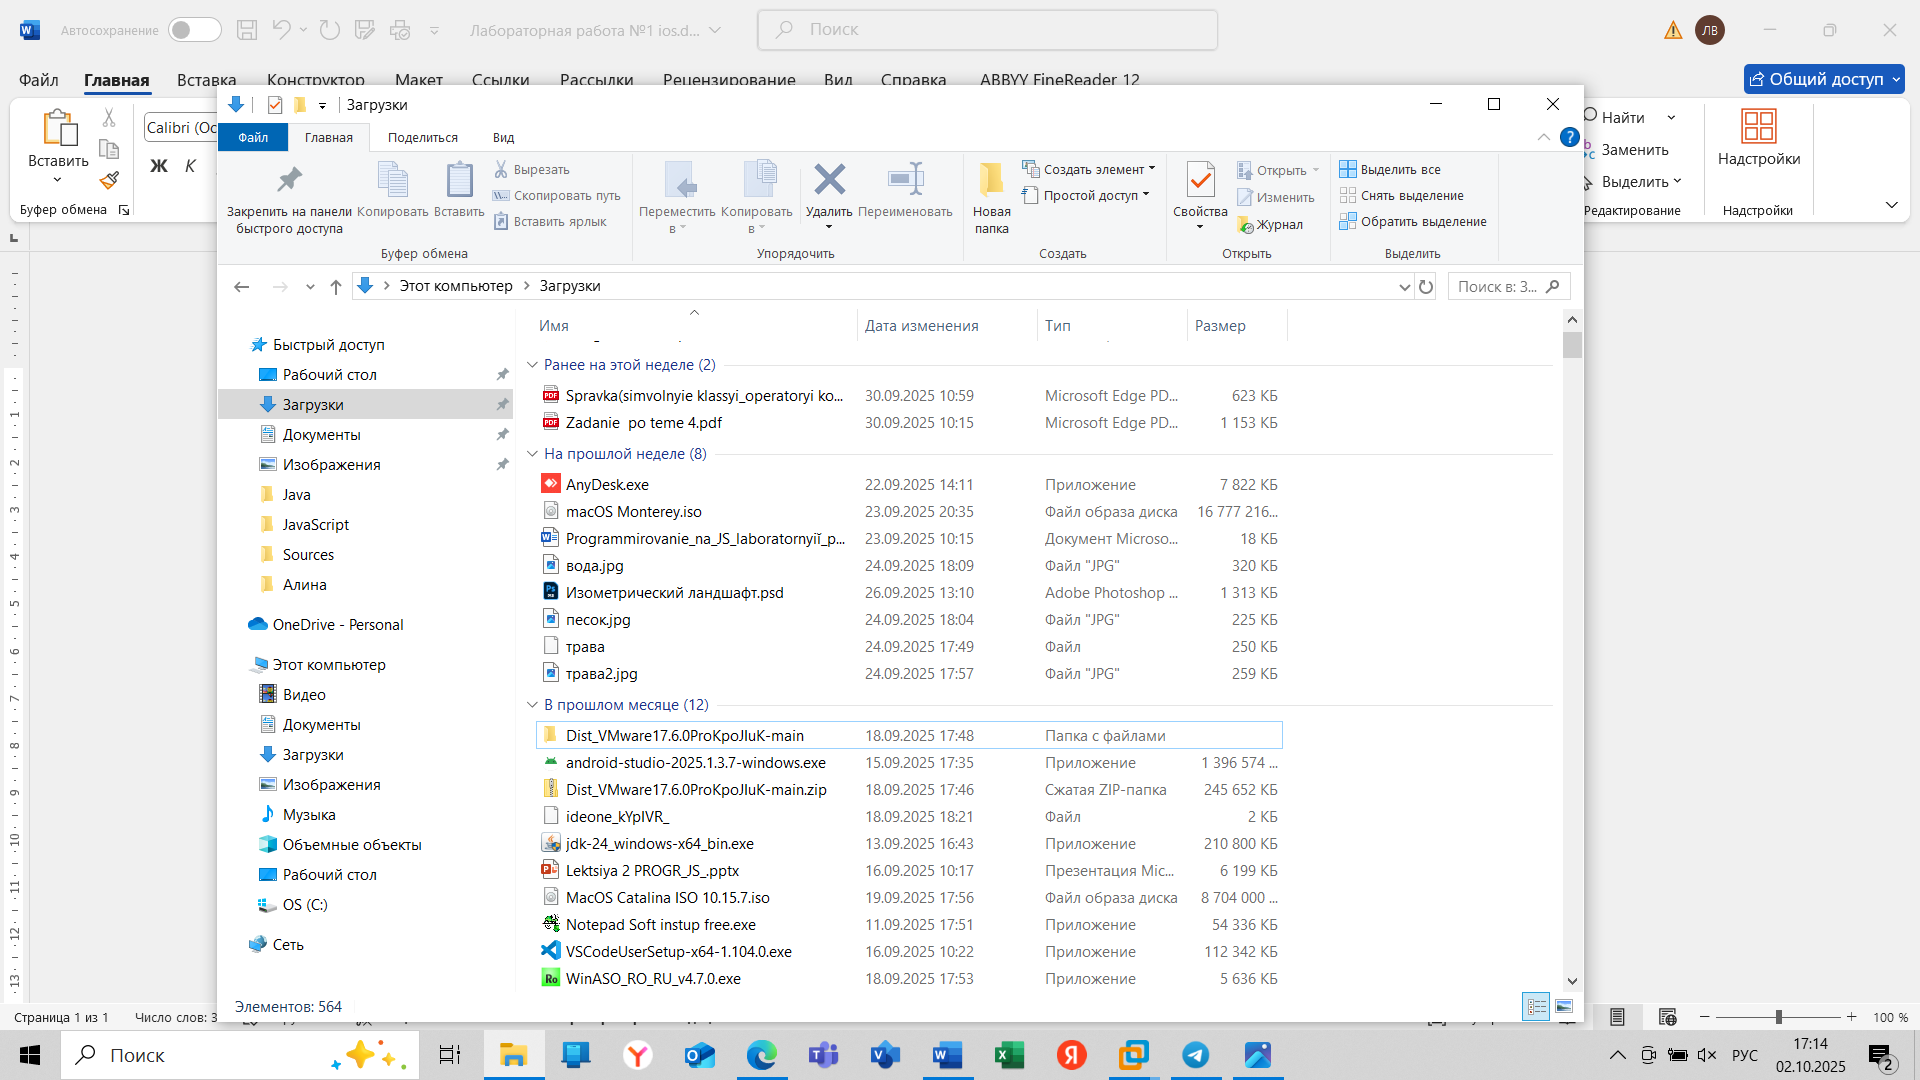 Автосохранение
Лабораторная работа №1 ios.d...
Поиск
ЛВ
Файл Главная Вставка Конструктор Макет Ссылки Рассылки Рецензирование Вид Справка ABBYY FineReader 12
Общий доступ
Вставить
Буфер обмена
Calibri (Ос
Ж К
Найти
Заменить
Выделить
Редактирование
Надстройки
Надстройки
Загрузки
Файл Главная Поделиться Вид
Закрепить на панели быстрого доступа
Копировать
Вставить
Вырезать
Скопировать путь
Вставить ярлык
Буфер обмена
Переместить в
Копировать в
Удалить
Переименовать
Упорядочить
Новая папка
Создать элемент
Простой доступ
Создать
Свойства
Открыть
Изменить
Журнал
Открыть
Выделить все
Снять выделение
Обратить выделение
Выделить
Этот компьютер > Загрузки
Поиск в: З...
Быстрый доступ
Рабочий стол
Загрузки
Документы
Изображения
Java
JavaScript
Sources
Алина
OneDrive - Personal
Этот компьютер
Видео
Документы
Загрузки
Изображения
Музыка
Объемные объекты
Рабочий стол
OS (C:)
Сеть
Имя Дата изменения Тип Размер
Ранее на этой неделе (2)
Spravka(simvolnyie klassyi_operatoryi ko... 30.09.2025 10:59 Microsoft Edge PD... 623 КБ
Zadanie  po teme 4.pdf 30.09.2025 10:15 Microsoft Edge PD... 1 153 КБ
На прошлой неделе (8)
AnyDesk.exe 22.09.2025 14:11 Приложение 7 822 КБ
macOS Monterey.iso 23.09.2025 20:35 Файл образа диска 16 777 216...
Programmirovanie_na_JS_laboratornyiĭ_p... 23.09.2025 10:15 Документ Microso... 18 КБ
вода.jpg 24.09.2025 18:09 Файл "JPG" 320 КБ
Изометрический ландшафт.psd 26.09.2025 13:10 Adobe Photoshop ... 1 313 КБ
песок.jpg 24.09.2025 18:04 Файл "JPG" 225 КБ
трава 24.09.2025 17:49 Файл 250 КБ
трава2.jpg 24.09.2025 17:57 Файл "JPG" 259 КБ
В прошлом месяце (12)
Dist_VMware17.6.0ProKpoJIuK-main 18.09.2025 17:48 Папка с файлами
android-studio-2025.1.3.7-windows.exe 15.09.2025 17:35 Приложение 1 396 574 ...
Dist_VMware17.6.0ProKpoJIuK-main.zip 18.09.2025 17:46 Сжатая ZIP-папка 245 652 КБ
ideone_kYpIVR_ 18.09.2025 18:21 Файл 2 КБ
jdk-24_windows-x64_bin.exe 13.09.2025 16:43 Приложение 210 800 КБ
Lektsiya 2 PROGR_JS_.pptx 16.09.2025 10:17 Презентация Mic... 6 199 КБ
MacOS Catalina ISO 10.15.7.iso 19.09.2025 17:56 Файл образа диска 8 704 000 ...
Notepad Soft instup free.exe 11.09.2025 17:51 Приложение 54 336 КБ
VSCodeUserSetup-x64-1.104.0.exe 16.09.2025 10:22 Приложение 112 342 КБ
WinASO_RO_RU_v4.7.0.exe 18.09.2025 17:53 Приложение 5 636 КБ
Элементов: 564
Страница 1 из 1 Число слов: 3
100 %
Поиск
РУС
17:14
02.10.2025
2